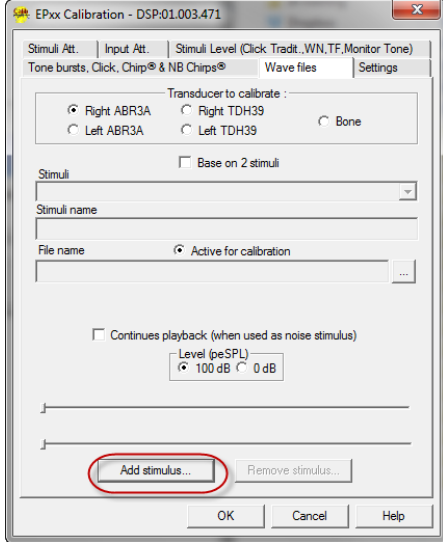 EPxx Calibration - DSP:01.003.471
Stimuli Att. Input Att. Stimuli Level (Click Tradit.,WN,TF,Monitor Tone)
Tone bursts, Click, Chirp® & NB Chirps® Wave files Settings
Transducer to calibrate :
Right ABR3A Right TDH39 Bone
Left ABR3A Left TDH39
Base on 2 stimuli
Stimuli
Stimuli name
File name Active for calibration
...
Continues playback (when used as noise stimulus)
Level (peSPL)
100 dB 0 dB
Add stimulus... Remove stimulus...
OK Cancel Help